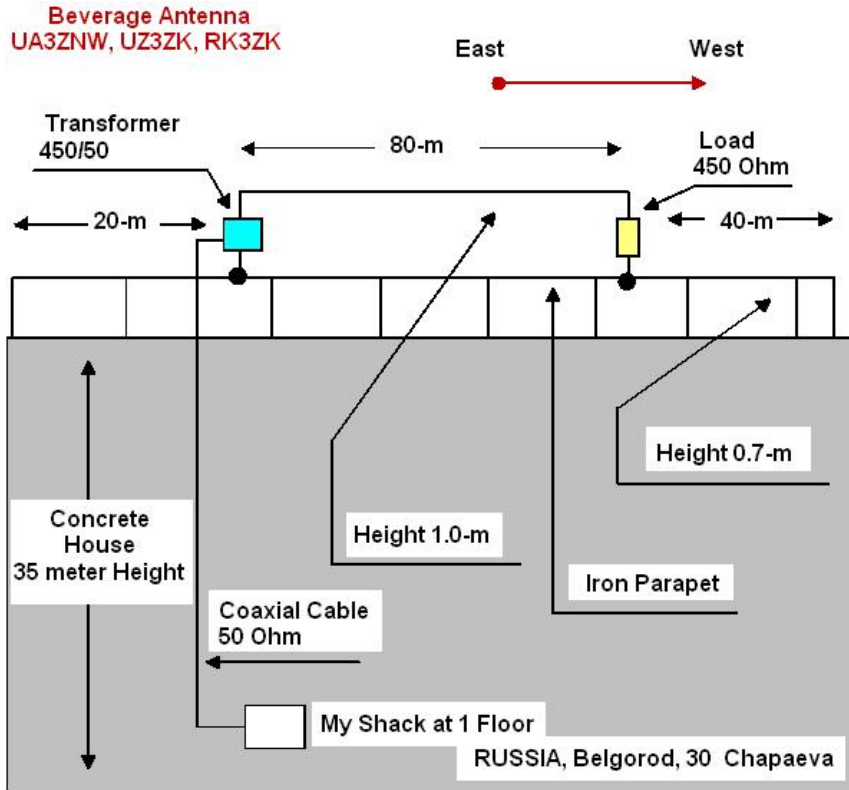 Beverage Antenna
UA3ZNW, UZ3ZK, RK3ZK
East
West
Transformer
450/50
80-m
Load
450 Ohm
20-m
40-m
Height 0.7-m
Concrete
House
35 meter Height
Height 1.0-m
Iron Parapet
Coaxial Cable
50 Ohm
My Shack at 1 Floor
RUSSIA, Belgorod, 30 Chapaeva